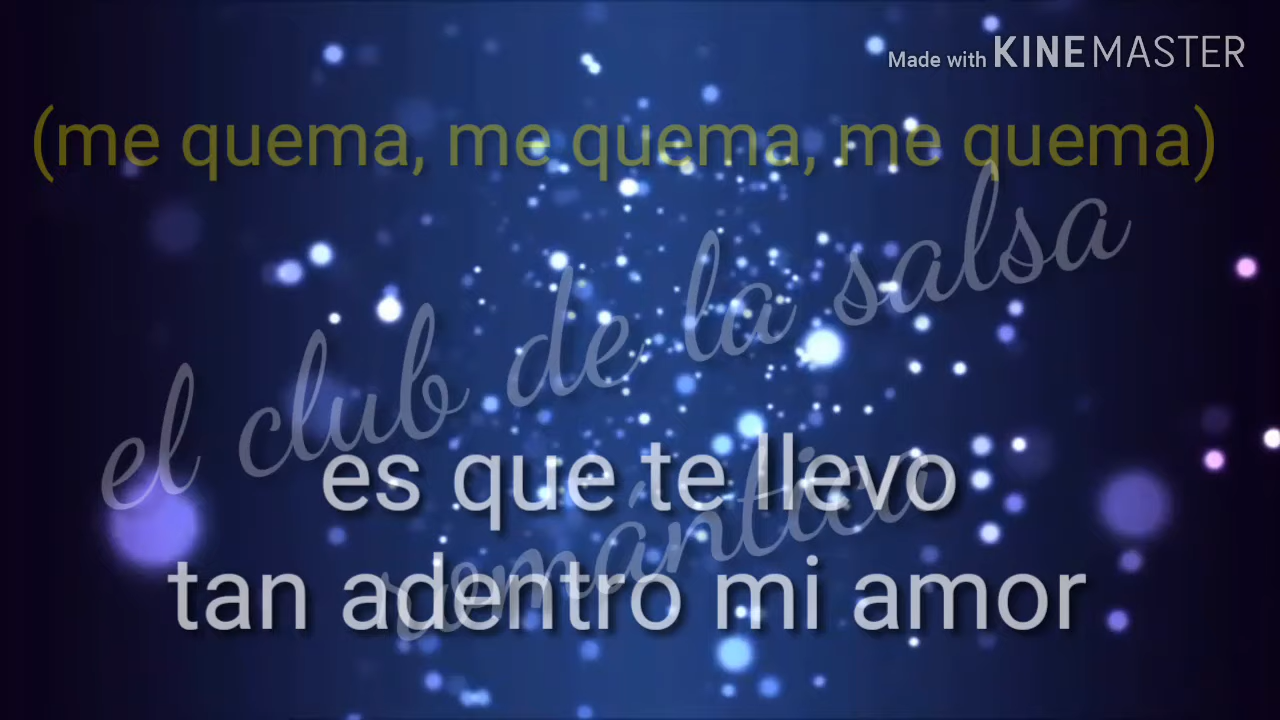 Made with KINEMASTER
(me quema, me quema, me quema)
el club de la salsa
romántica
es que te llevo
tan adentro mi amor